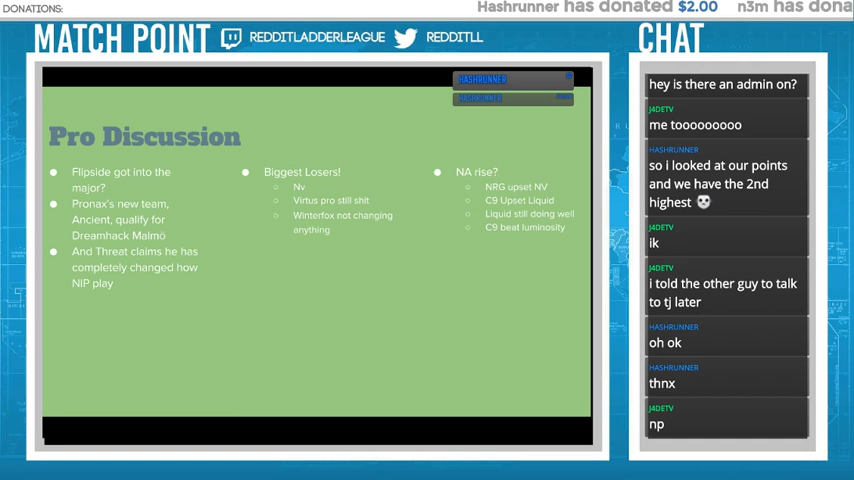 DONATIONS:
Hashrunner has donated $2.00 n3m has dona
MATCH POINT
REDDITLADDERLEAGUE
REDDITLL
CHAT
HASHRUNNER
HASHRUNNER
Pro Discussion
Flipside got into the
major?
Pronax's new team,
Ancient, qualify for
Dreamhack Malmö
And Threat claims he has
completely changed how
NIP play
Biggest Losers!
Nv
Virtus pro still shit
Winterfox not changing
anything
NA rise?
NRG upset NV
C9 Upset Liquid
Liquid still doing well
C9 beat luminosity
hey is there an admin on?
J4DETV
me tooooooooo
HASHRUNNER
so i looked at our points
and we have the 2nd
highest 💀
J4DETV
ik
J4DETV
i told the other guy to talk
to tj later
HASHRUNNER
oh ok
HASHRUNNER
thnx
J4DETV
np